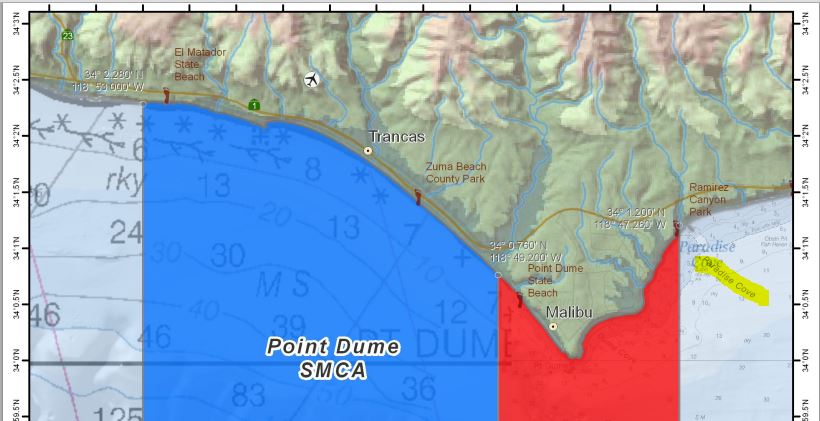 34°3'N
34°3'N
23
El Matador
State
Beach
34° 2.280' N
118° 53.000' W
34°2.5'N
34°2.5'N
1
Trancas
34°2'N
34°2'N
6
8
rky
13
Zuma Beach
County Park
Ramirez
Canyon
Park
34°1.5'N
34°1.5'N
20
13
7
34° 1.200' N
118° 47.260' W
24
30
30
34° 0.760' N
118° 49.200' W
Paradise
Cove
34°1'N
34°1'N
Point Dume
State
Beach
Paradise Cove
M S
40
7
34°0.5'N
34°0.5'N
46
46
39
12
Malibu
PT DUME
Point Dume
SMCA
34°0'N
34°0'N
83
50
36
125
59.5'N
59.5'N